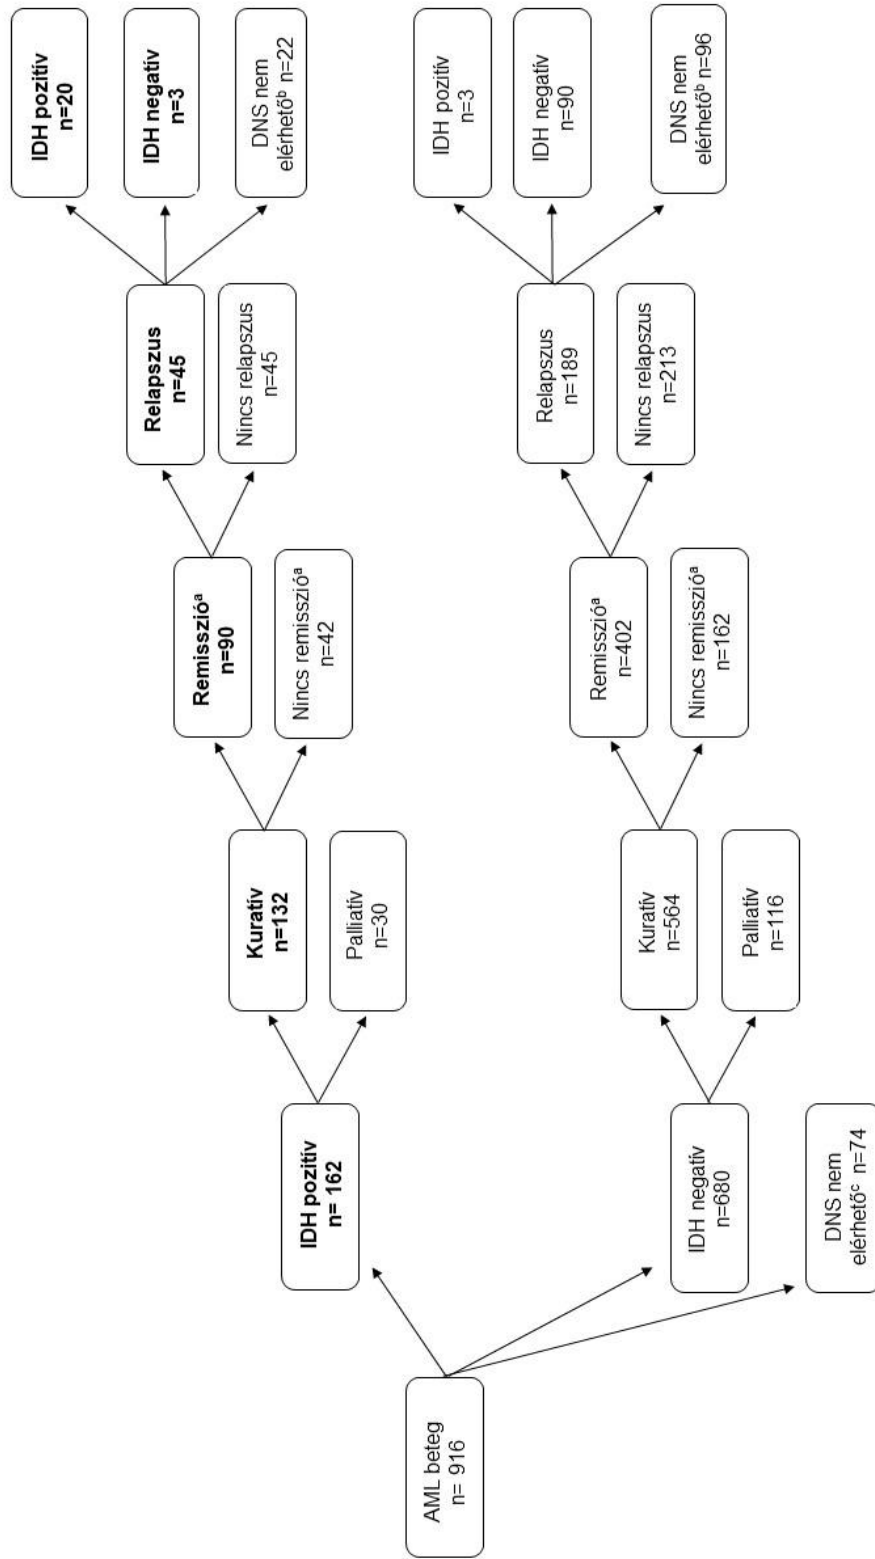 AML beteg
n= 916
IDH pozitív
n= 162
IDH negatív
n=680
DNS nem
elérhetőᶜ n=74
Kuratív
n=132
Palliatív
n=30
Kuratív
n=564
Palliatív
n=116
Remisszióᵃ
n=90
Nincs remisszióᵃ
n=42
Remisszióᵃ
n=402
Nincs remisszióᵃ
n=162
Relapszus
n=45
Nincs relapszus
n=45
Relapszus
n=189
Nincs relapszus
n=213
IDH pozitív
n=20
IDH negatív
n=3
DNS nem
elérhetőᵇ n=22
IDH pozitív
n=3
IDH negatív
n=90
DNS nem
elérhetőᵇ n=96